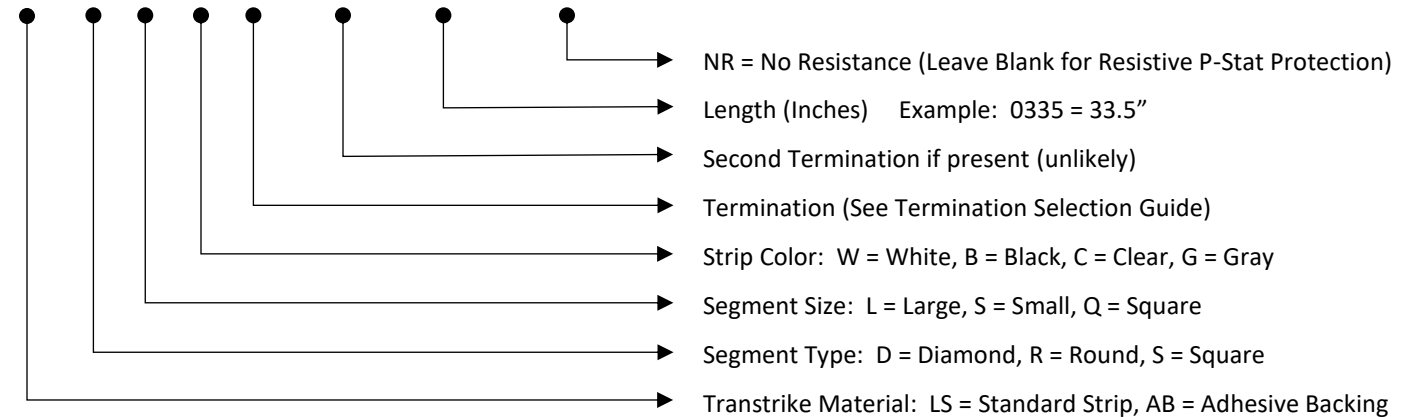 NR = No Resistance (Leave Blank for Resistive P-Stat Protection)
Length (Inches) Example: 0335 = 33.5”
Second Termination if present (unlikely)
Termination (See Termination Selection Guide)
Strip Color: W = White, B = Black, C = Clear, G = Gray
Segment Size: L = Large, S = Small, Q = Square
Segment Type: D = Diamond, R = Round, S = Square
Transtrike Material: LS = Standard Strip, AB = Adhesive Backing